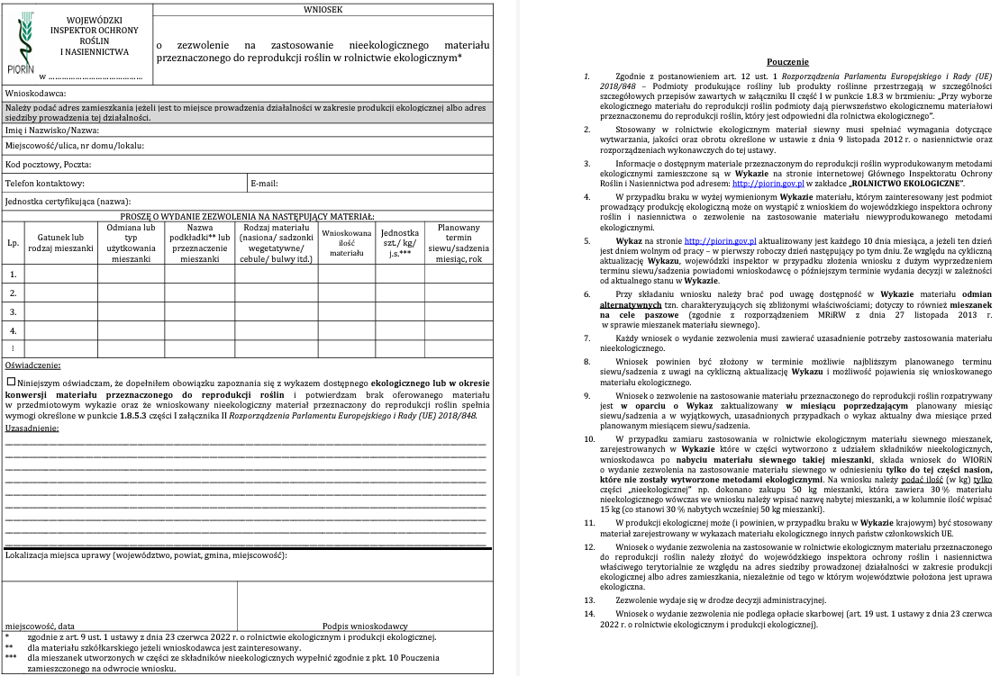 WNIOSEK
WOJEWÓDZKI
INSPEKTOR OCHRONY
ROŚLIN
I NASIENNICTWA
PIORiN
w ……………………………………
o zezwolenie na zastosowanie nieekologicznego materiału
przeznaczonego do reprodukcji roślin w rolnictwie ekologicznym*
Wnioskodawca:
Należy podać adres zamieszkania jeżeli jest to miejsce prowadzenia działalności w zakresie produkcji ekologicznej albo adres
siedziby prowadzenia tej działalności.
Imię i Nazwisko/Nazwa:
Miejscowość/ulica, nr domu/lokalu:
Kod pocztowy, Poczta:
Telefon kontaktowy: E-mail:
Jednostka certyfikująca (nazwa):
PROSZĘ O WYDANIE ZEZWOLENIA NA NASTĘPUJĄCY MATERIAŁ:
Lp.
Gatunek lub
rodzaj mieszanki
Odmiana lub
typ
użytkowania
mieszanki
Nazwa
podkładki** lub
przeznaczenie
mieszanki
Rodzaj materiału
(nasiona/ sadzonki
wegetatywne/
cebule/ bulwy itd.)
Wnioskowana
ilość
materiału
Jednostka
szt./ kg/
j.s.***
Planowany
termin
siewu/sadzenia
miesiąc, rok
1.
2.
3.
4.
⁝
Oświadczenie:
☐ Niniejszym oświadczam, że dopełniłem obowiązku zapoznania się z wykazem dostępnego ekologicznego lub w okresie
konwersji materiału przeznaczonego do reprodukcji roślin i potwierdzam brak oferowanego materiału
w przedmiotowym wykazie oraz że wnioskowany nieekologiczny materiał przeznaczony do reprodukcji roślin spełnia
wymogi określone w punkcie 1.8.5.3 części I załącznika II Rozporządzenia Parlamentu Europejskiego i Rady (UE) 2018/848.
Uzasadnienie:
Lokalizacja miejsca uprawy (województwo, powiat, gmina, miejscowość):
miejscowość, data Podpis wnioskodawcy
* zgodnie z art. 9 ust. 1 ustawy z dnia 23 czerwca 2022 r. o rolnictwie ekologicznym i produkcji ekologicznej.
** dla materiału szkółkarskiego jeżeli wnioskodawca jest zainteresowany.
*** dla mieszanek utworzonych w części ze składników nieekologicznych wypełnić zgodnie z pkt. 10 Pouczenia
zamieszczonego na odwrocie wniosku.
Pouczenie
1. Zgodnie z postanowieniem art. 12 ust. 1 Rozporządzenia Parlamentu Europejskiego i Rady (UE)
2018/848 – Podmioty produkujące rośliny lub produkty roślinne przestrzegają w szczególności
szczegółowych przepisów zawartych w załączniku II część I w punkcie 1.8.3 w brzmieniu: „Przy wyborze
ekologicznego materiału do reprodukcji roślin podmioty dają pierwszeństwo ekologicznemu materiałowi
przeznaczonemu do reprodukcji roślin, który jest odpowiedni dla rolnictwa ekologicznego”.
2. Stosowany w rolnictwie ekologicznym materiał siewny musi spełniać wymagania dotyczące
wytwarzania, jakości oraz obrotu określone w ustawie z dnia 9 listopada 2012 r. o nasiennictwie oraz
rozporządzeniach wykonawczych do tej ustawy.
3. Informacje o dostępnym materiale przeznaczonym do reprodukcji roślin wyprodukowanym metodami
ekologicznymi zamieszczone są w Wykazie na stronie internetowej Głównego Inspektoratu Ochrony
Roślin i Nasiennictwa pod adresem: http://piorin.gov.pl w zakładce „ROLNICTWO EKOLOGICZNE”.
4. W przypadku braku w wyżej wymienionym Wykazie materiału, którym zainteresowany jest podmiot
prowadzący produkcję ekologiczną może on wystąpić z wnioskiem do wojewódzkiego inspektora ochrony
roślin i nasiennictwa o zezwolenie na zastosowanie materiału niewyprodukowanego metodami
ekologicznymi.
5. Wykaz na stronie http://piorin.gov.pl aktualizowany jest każdego 10 dnia miesiąca, a jeżeli ten dzień
jest dniem wolnym od pracy – w pierwszy roboczy dzień następujący po tym dniu. Ze względu na cykliczną
aktualizację Wykazu, wojewódzki inspektor w przypadku złożenia wniosku z dużym wyprzedzeniem
terminu siewu/sadzenia powiadomi wnioskodawcę o późniejszym terminie wydania decyzji w zależności
od aktualnego stanu w Wykazie.
6. Przy składaniu wniosku należy brać pod uwagę dostępność w Wykazie materiału odmian
alternatywnych tzn. charakteryzujących się zbliżonymi właściwościami; dotyczy to również mieszanek
na cele paszowe (zgodnie z rozporządzeniem MRiRW z dnia 27 listopada 2013 r.
w sprawie mieszanek materiału siewnego).
7. Każdy wniosek o wydanie zezwolenia musi zawierać uzasadnienie potrzeby zastosowania materiału
nieekologicznego.
8. Wniosek powinien być złożony w terminie możliwie najbliższym planowanego terminu
siewu/sadzenia z uwagi na cykliczną aktualizację Wykazu i możliwość pojawienia się wnioskowanego
materiału ekologicznego.
9. Wniosek o zezwolenie na zastosowanie materiału przeznaczonego do reprodukcji roślin rozpatrywany
jest w oparciu o Wykaz zaktualizowany w miesiącu poprzedzającym planowany miesiąc
siewu/sadzenia a w wyjątkowych, uzasadnionych przypadkach o wykaz aktualny dwa miesiące przed
planowanym miesiącem siewu/sadzenia.
10. W przypadku zamiaru zastosowania w rolnictwie ekologicznym materiału siewnego mieszanek,
zarejestrowanych w Wykazie które w części wytworzono z udziałem składników nieekologicznych,
wnioskodawca po nabyciu materiału siewnego takiej mieszanki, składa wniosek do WIORiN
o wydanie zezwolenia na zastosowanie materiału siewnego w odniesieniu tylko do tej części nasion,
które nie zostały wytworzone metodami ekologicznymi. Na wniosku należy podać ilość (w kg) tylko
części „nieekologicznej” np. dokonano zakupu 50 kg mieszanki, która zawiera 30 % materiału
nieekologicznego wówczas we wniosku należy wpisać nazwę nabytej mieszanki, a w kolumnie ilość wpisać
15 kg (co stanowi 30 % nabytych wcześniej 50 kg mieszanki).
11. W produkcji ekologicznej może (i powinien, w przypadku braku w Wykazie krajowym) być stosowany
materiał zarejestrowany w wykazach materiału ekologicznego innych państw członkowskich UE.
12. Wniosek o wydanie zezwolenia na zastosowanie w rolnictwie ekologicznym materiału przeznaczonego
do reprodukcji roślin należy złożyć do wojewódzkiego inspektora ochrony roślin i nasiennictwa
właściwego terytorialnie ze względu na adres siedziby prowadzonej działalności w zakresie produkcji
ekologicznej albo adres zamieszkania, niezależnie od tego w którym województwie położona jest uprawa
ekologiczna.
13. Zezwolenie wydaje się w drodze decyzji administracyjnej.
14. Wniosek o wydanie zezwolenia nie podlega opłacie skarbowej (art. 19 ust. 1 ustawy z dnia 23 czerwca
2022 r. o rolnictwie ekologicznym i produkcji ekologicznej).